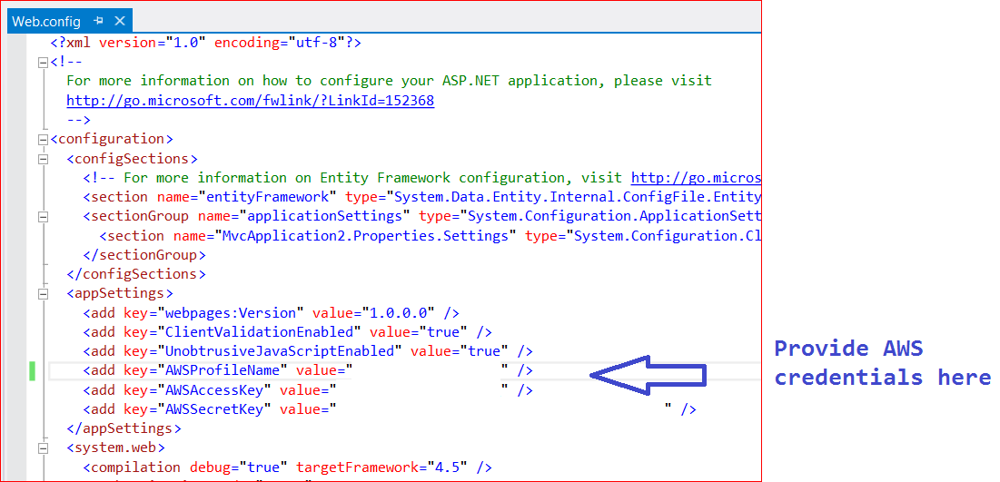 Web.config
<?xml version="1.0" encoding="utf-8"?>
<!--
For more information on how to configure your ASP.NET application, please visit
http://go.microsoft.com/fwlink/?LinkId=152368
-->
<configuration>
<configSections>
<!-- For more information on Entity Framework configuration, visit http://go.micros
<section name="entityFramework" type="System.Data.Entity.Internal.ConfigFile.Entity
<sectionGroup name="applicationSettings" type="System.Configuration.ApplicationSett
<section name="MvcApplication2.Properties.Settings" type="System.Configuration.Cl
</sectionGroup>
</configSections>
<appSettings>
<add key="webpages:Version" value="1.0.0.0" />
<add key="ClientValidationEnabled" value="true" />
<add key="UnobtrusiveJavaScriptEnabled" value="true" />
<add key="AWSProfileName" value=" " />
<add key="AWSAccessKey" value=" " />
<add key="AWSSecretKey" value=" " />
</appSettings>
<system.web>
<compilation debug="true" targetFramework="4.5" />
Provide AWS
credentials here